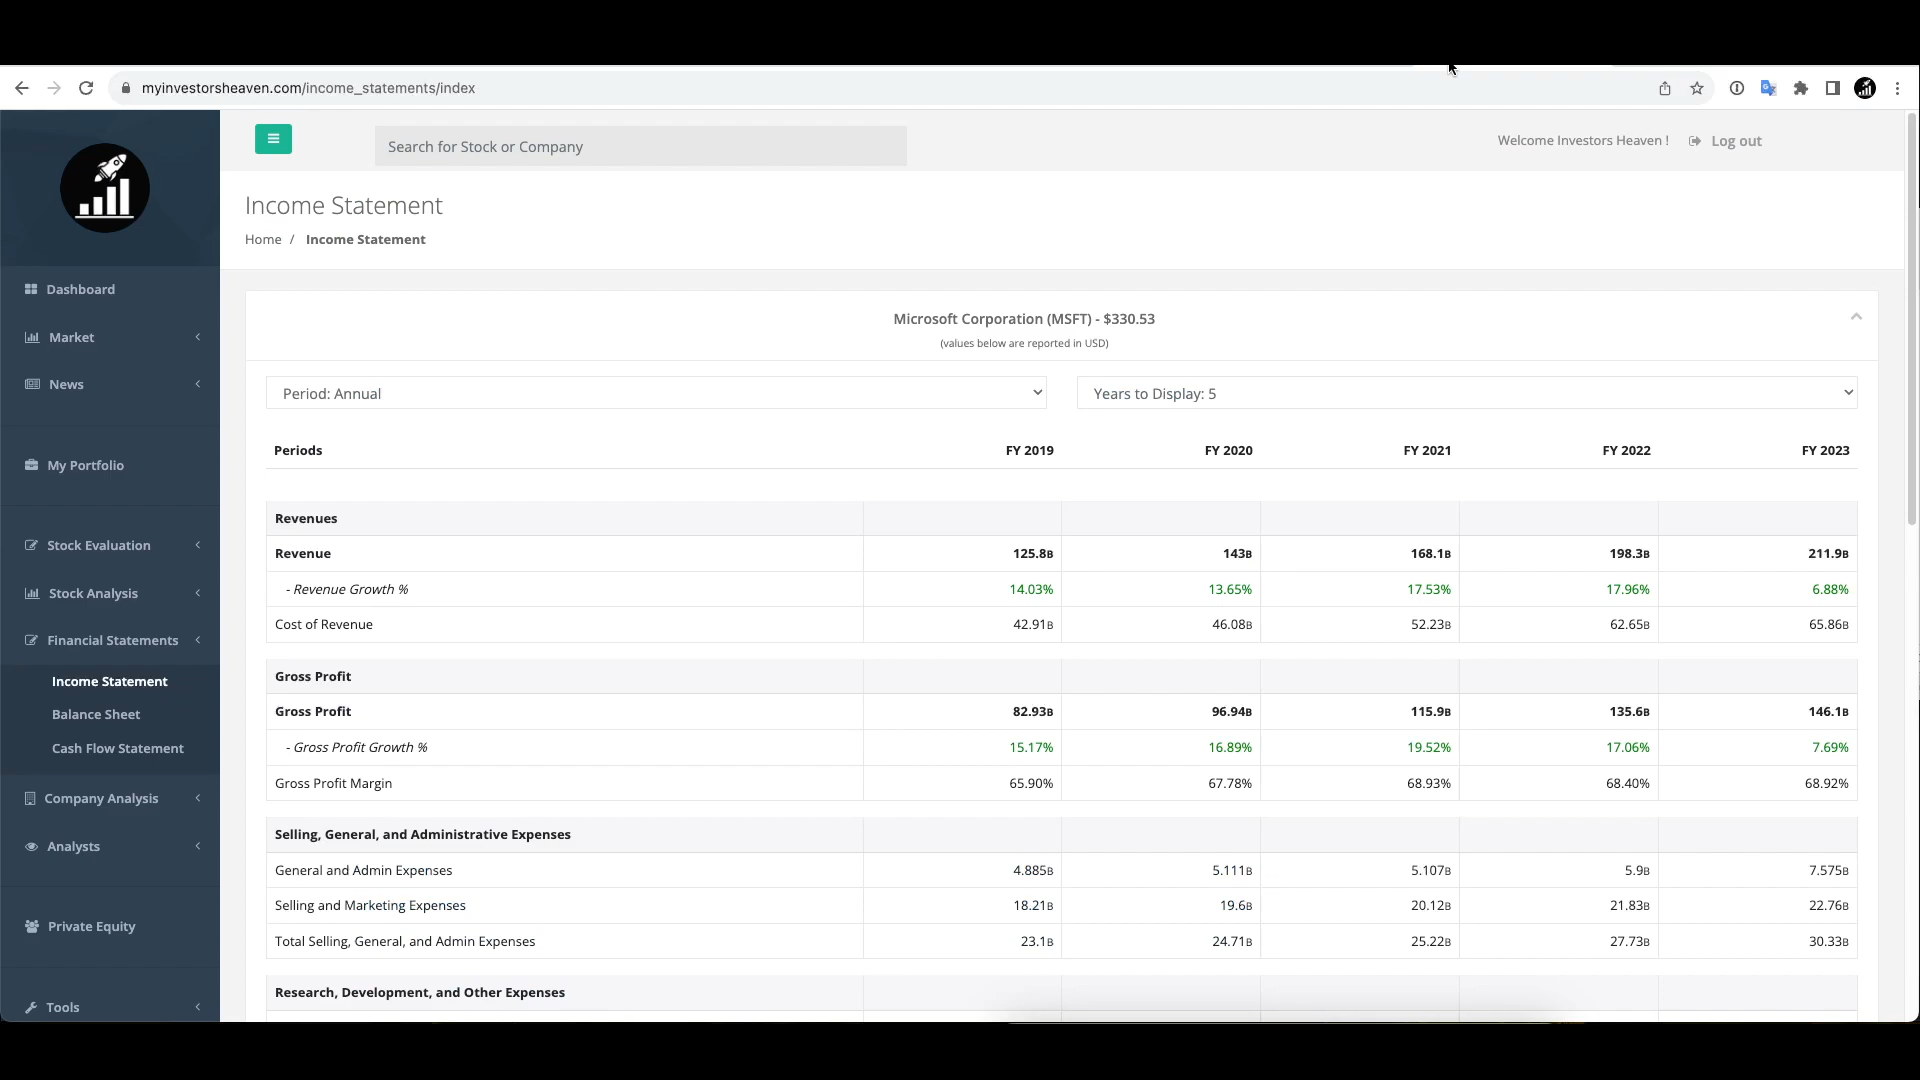 myinvestorsheaven.com/income_statements/index
Search for Stock or Company
Welcome Investors Heaven !
Log out
Income Statement
Home / Income Statement
Dashboard
Market
News
My Portfolio
Stock Evaluation
Stock Analysis
Financial Statements
Income Statement
Balance Sheet
Cash Flow Statement
Company Analysis
Analysts
Private Equity
Tools
Microsoft Corporation (MSFT) - $330.53
(values below are reported in USD)
Period: Annual
Years to Display: 5
Periods FY 2019 FY 2020 FY 2021 FY 2022 FY 2023
Revenues
Revenue 125.8B 143B 168.1B 198.3B 211.9B
- Revenue Growth % 14.03% 13.65% 17.53% 17.96% 6.88%
Cost of Revenue 42.91B 46.08B 52.23B 62.65B 65.86B
Gross Profit
Gross Profit 82.93B 96.94B 115.9B 135.6B 146.1B
- Gross Profit Growth % 15.17% 16.89% 19.52% 17.06% 7.69%
Gross Profit Margin 65.90% 67.78% 68.93% 68.40% 68.92%
Selling, General, and Administrative Expenses
General and Admin Expenses 4.885B 5.111B 5.107B 5.9B 7.575B
Selling and Marketing Expenses 18.21B 19.6B 20.12B 21.83B 22.76B
Total Selling, General, and Admin Expenses 23.1B 24.71B 25.22B 27.73B 30.33B
Research, Development, and Other Expenses